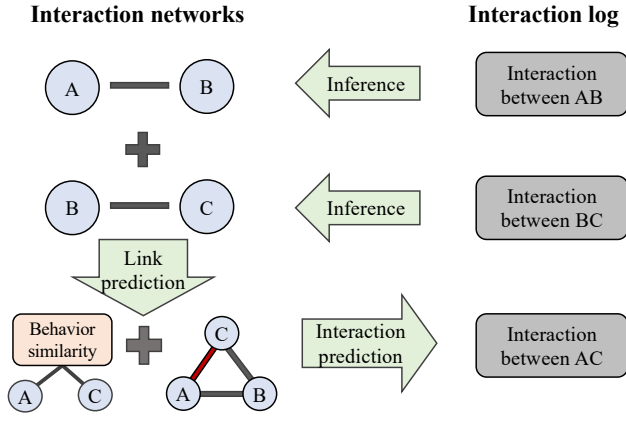 Interaction networks
Interaction log
A
B
Inference
Interaction
between AB
B
C
Inference
Interaction
between BC
Link
prediction
Behavior
similarity
A
C
C
A
B
Interaction
prediction
Interaction
between AC